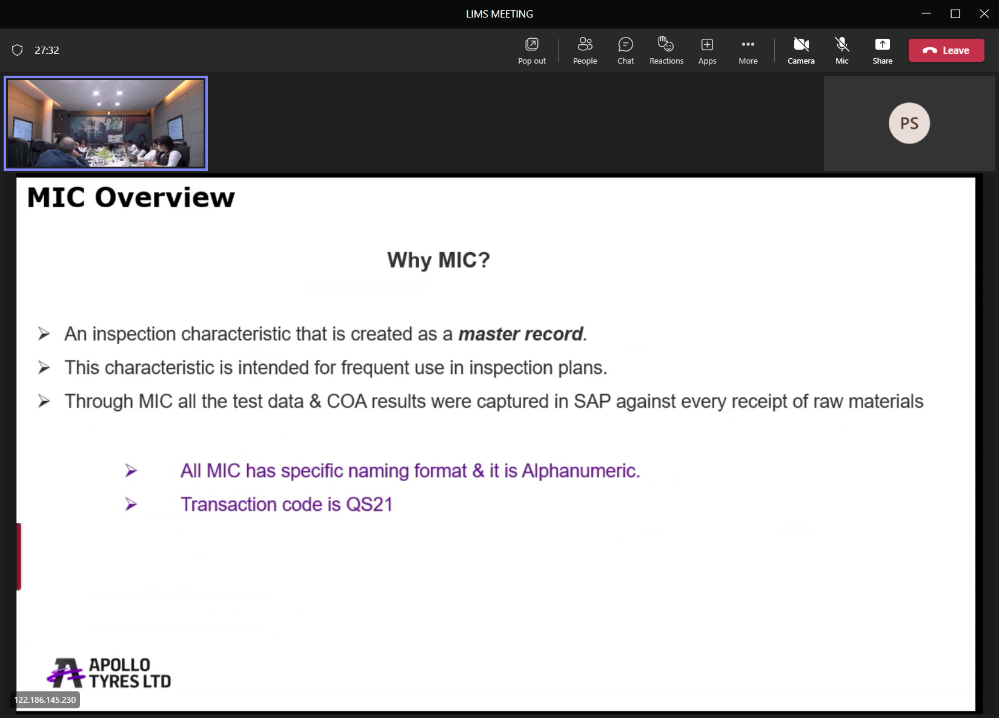 LIMS MEETING
27:32
Pop out
People
Chat
Reactions
Apps
More
Camera
Mic
Share
Leave
GLOBAL
PS
MIC Overview
Why MIC?
An inspection characteristic that is created as a master record.
This characteristic is intended for frequent use in inspection plans.
Through MIC all the test data & COA results were captured in SAP against every receipt of raw materials
All MIC has specific naming format & it is Alphanumeric.
Transaction code is QS21
APOLLO
TYRES LTD
122.186.145.230